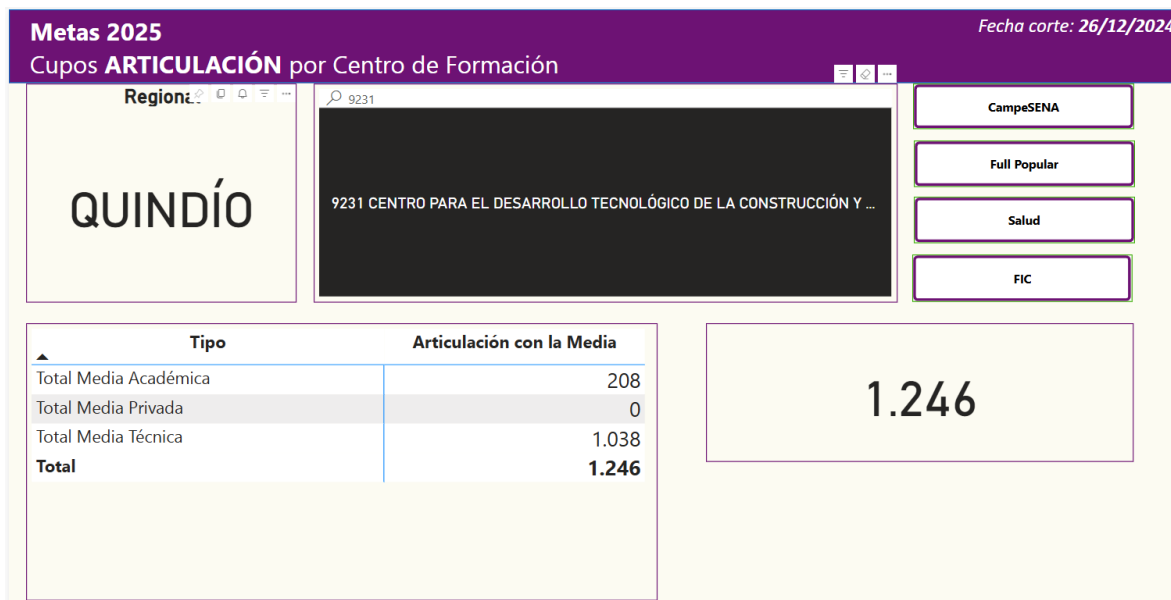 Metas 2025
Fecha corte: 26/12/2024
Cupos ARTICULACIÓN por Centro de Formación
Regional
9231
CampeSENA
QUINDÍO
9231 CENTRO PARA EL DESARROLLO TECNOLÓGICO DE LA CONSTRUCCIÓN Y ...
Full Popular
Salud
FIC
Tipo Articulación con la Media
Total Media Académica 208
Total Media Privada 0
Total Media Técnica 1.038
Total 1.246
1.246